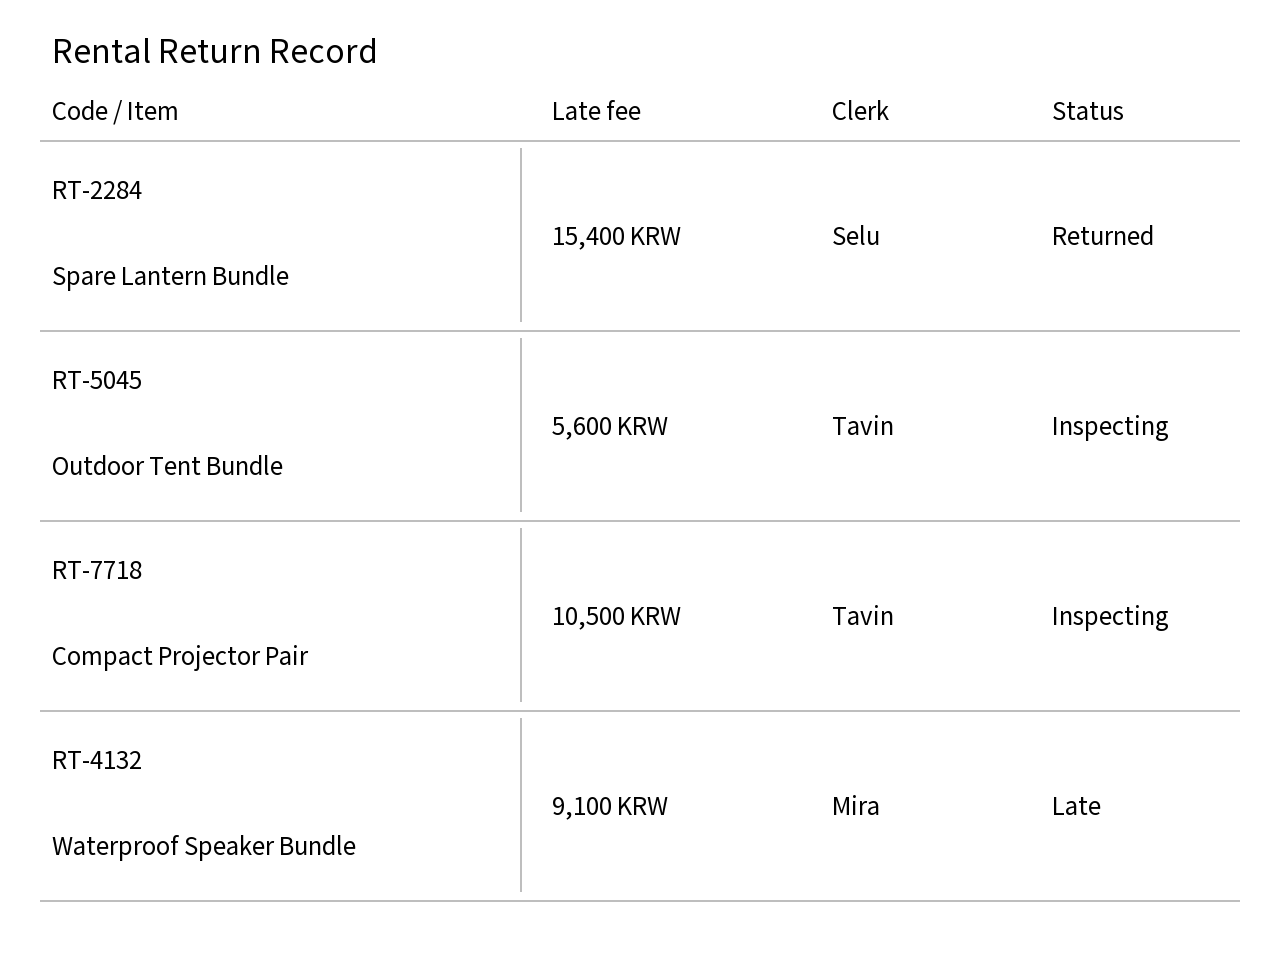 Rental Return Record
Code / Item Late fee Clerk Status
RT-2284
Spare Lantern Bundle
15,400 KRW Selu Returned
RT-5045
Outdoor Tent Bundle
5,600 KRW Tavin Inspecting
RT-7718
Compact Projector Pair
10,500 KRW Tavin Inspecting
RT-4132
Waterproof Speaker Bundle
9,100 KRW Mira Late